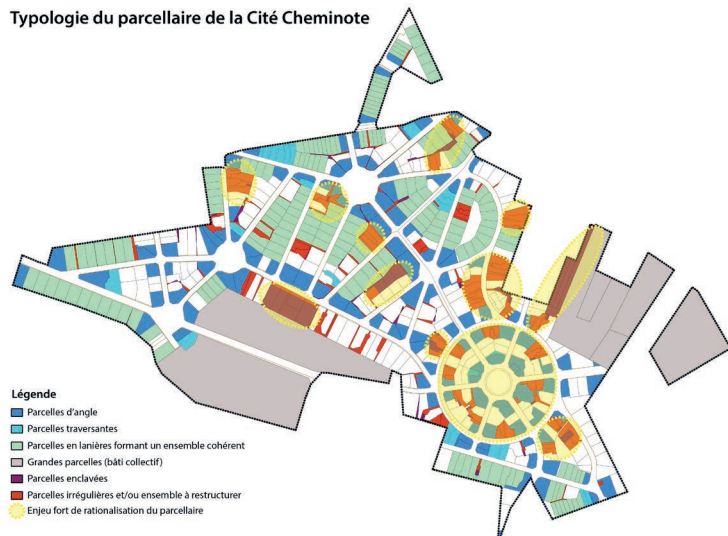 Typologie du parcellaire de la Cité Cheminote
Légende
Parcelles d'angle
Parcelles traversantes
Parcelles en lanières formant un ensemble cohérent
Grandes parcelles (bâti collectif)
Parcelles enclavées
Parcelles irrégulières et/ou ensemble à restructurer
Enjeu fort de rationalisation du parcellaire